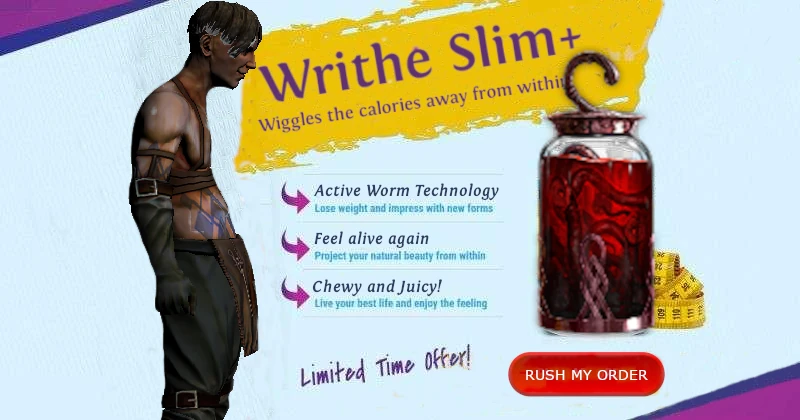 Writhe Slim+
Wiggles the calories away from within
Active Worm Technology
Lose weight and impress with new forms
Feel alive again
Project your natural beauty from within
Chewy and Juicy!
Live your best life and enjoy the feeling
Limited Time Offer!
RUSH MY ORDER